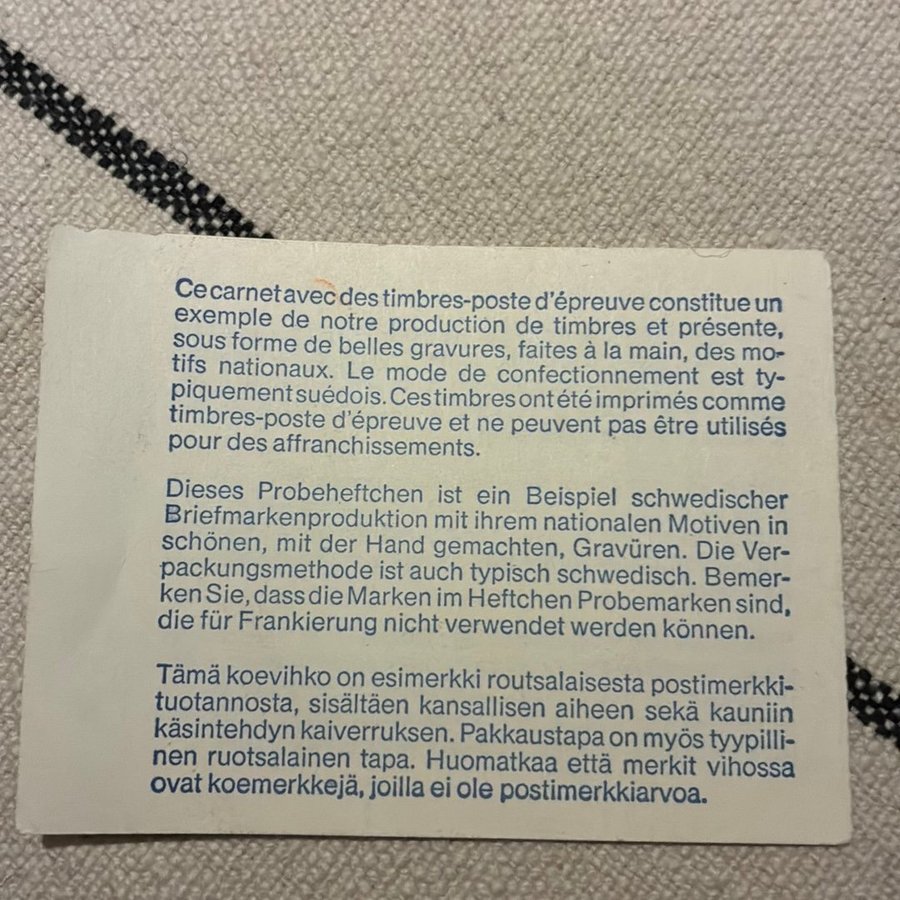 Ce carnet avec des timbres-poste d'épreuve constitue un
exemple de notre production de timbres et présente,
sous forme de belles gravures, faites à la main, des mo-
tifs nationaux. Le mode de confectionnement est ty-
piquement suédois. Ces timbres ont été imprimés comme
timbres-poste d'épreuve et ne peuvent pas être utilisés
pour des affranchissements.
Dieses Probeheftchen ist ein Beispiel schwedischer
Briefmarkenproduktion mit ihrem nationalen Motiven in
schönen, mit der Hand gemachten, Gravüren. Die Ver-
packungsmethode ist auch typisch schwedisch. Bemer-
ken Sie, dass die Marken im Heftchen Probemarken sind,
die für Frankierung nicht verwendet werden können.
Tämä koevihko on esimerkki routsalaisesta postimerkki-
tuotannosta, sisältäen kansallisen aiheen sekä kauniin
käsintehdyn kaiverruksen. Pakkaustapa on myös tyypilli-
nen ruotsalainen tapa. Huomatkaa että merkit vihossa
ovat koemerkkejä, joilla ei ole postimerkkiarvoa.